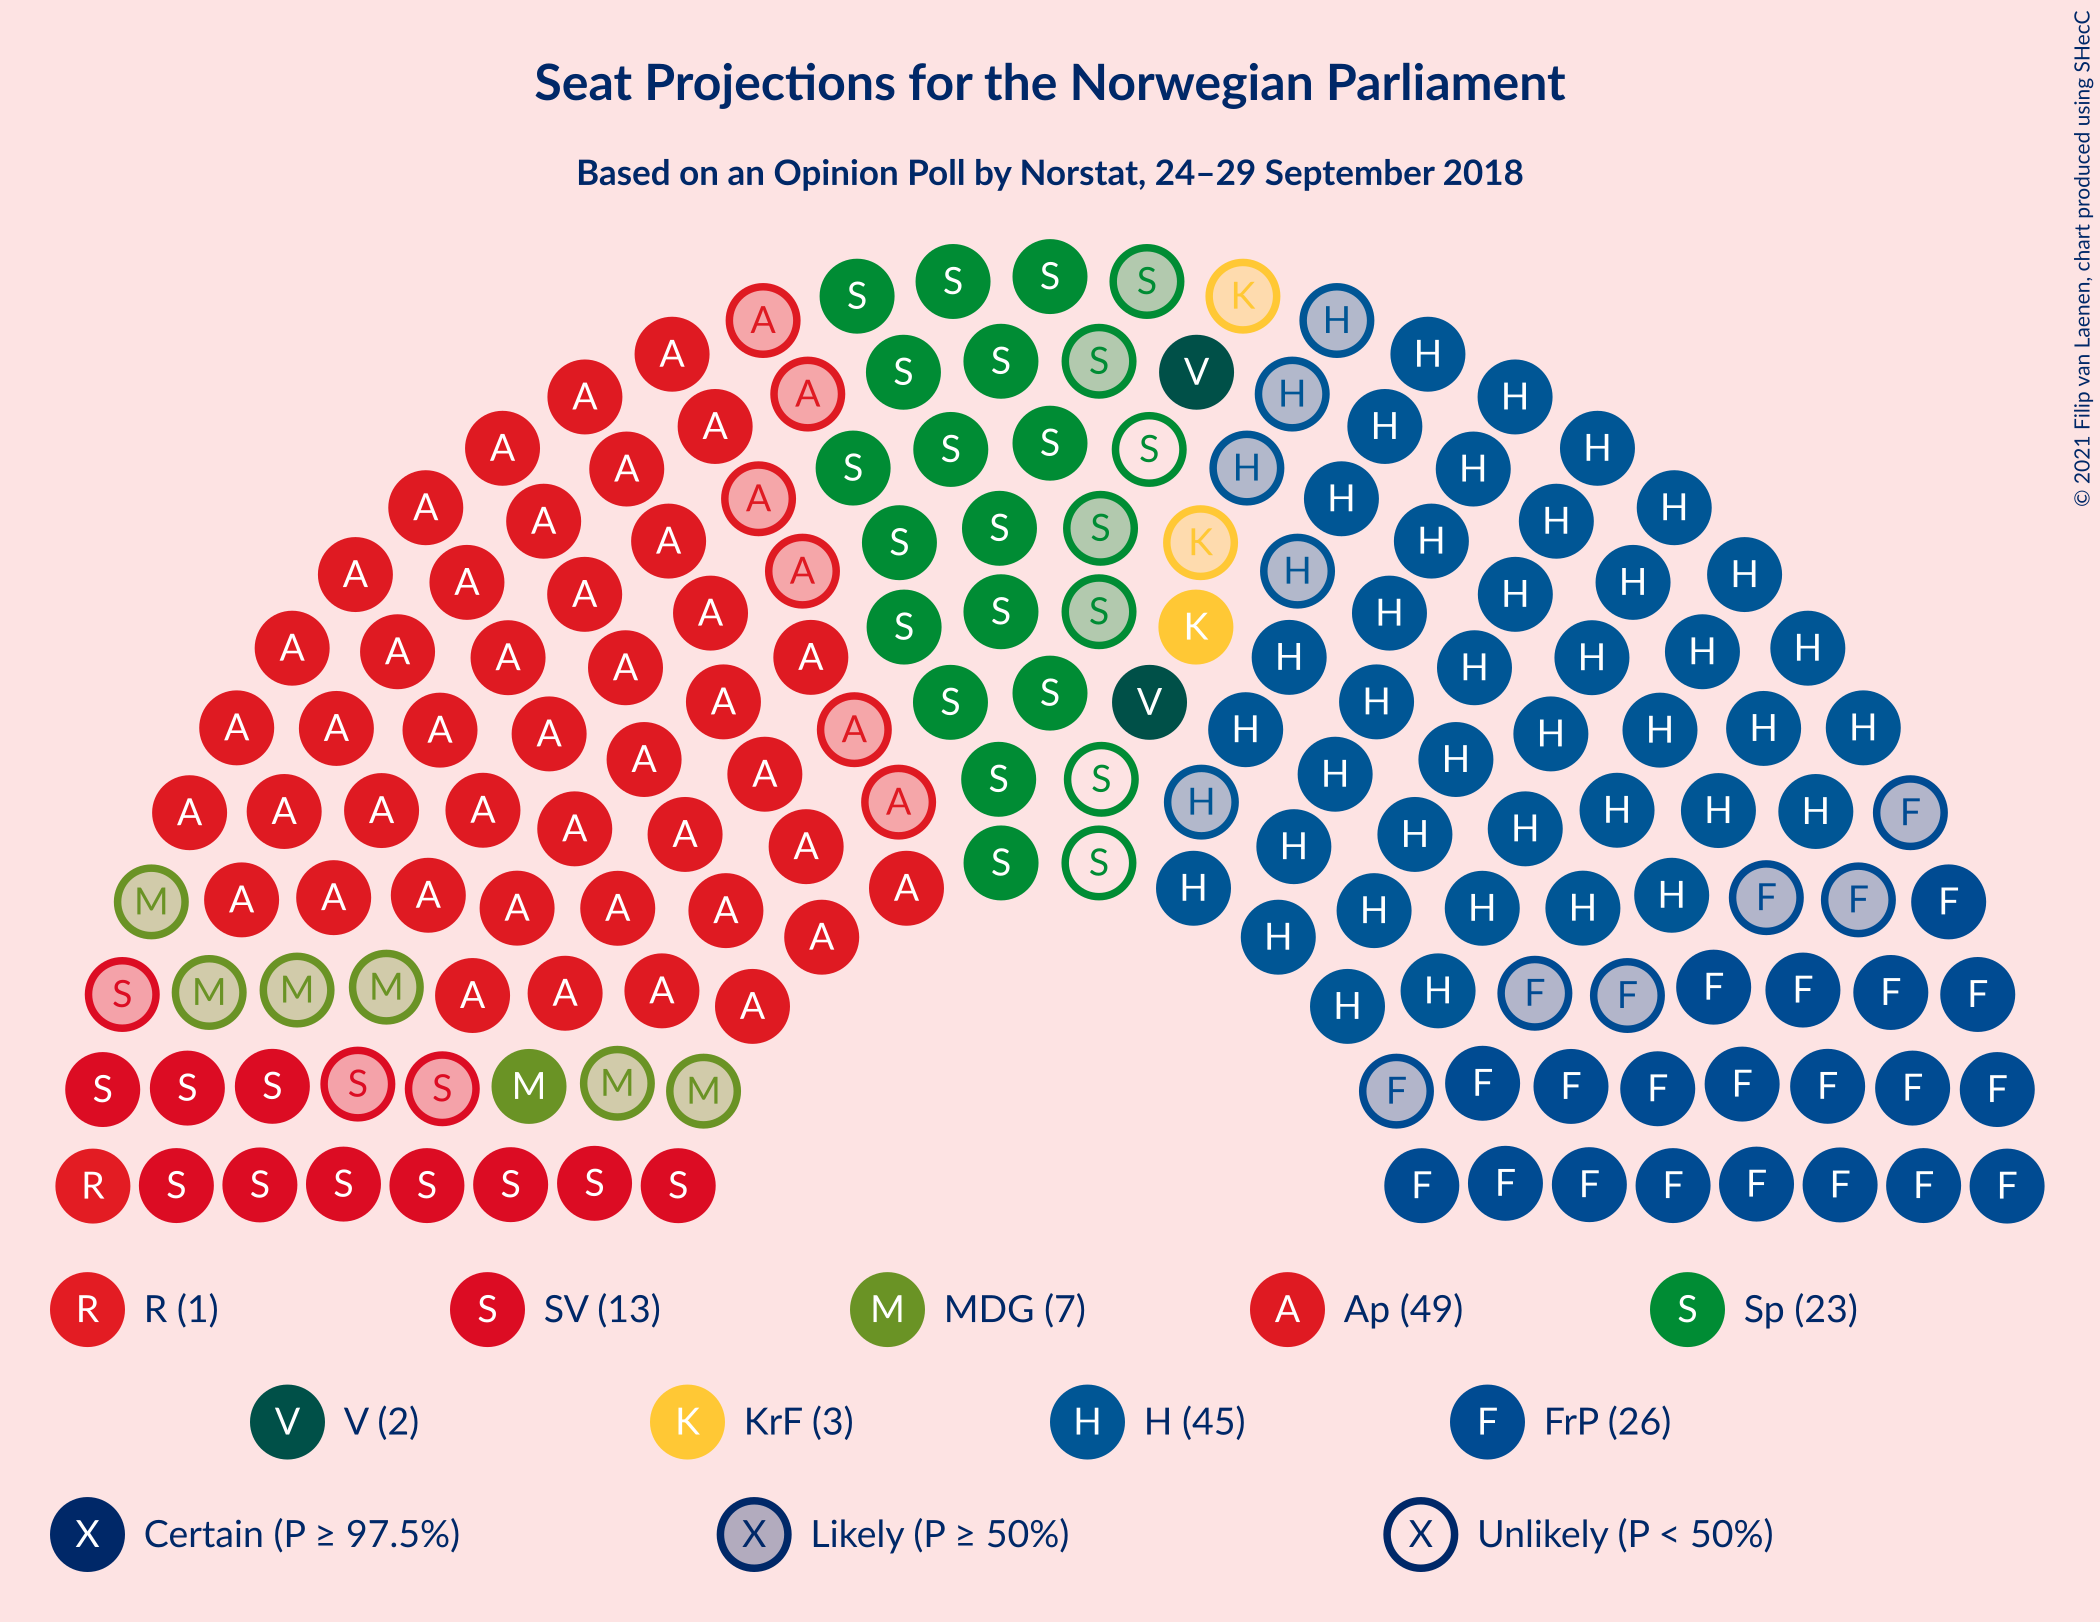 Seat Projections for the Norwegian Parliament
Based on an Opinion Poll by Norstat, 24–29 September 2018
© 2021 Filip van Laenen, chart produced using SHecC
S S S S K H
A S S S V H H
A A S S S S H H H
A A A S S S K H H H
A A A A S S S K H H H H
A A A A A S S V H H H H H
A A A A A A S S H H H H H H
A A A A A A A S S H H H H H H H
M A A A A A A A A H H H H H H F F F
S M M M A A A A H H F F F F F F
S S S S S M M M F F F F F F F F
R S S S S S S S F F F F F F F F
R R (1) S SV (13) M MDG (7) A Ap (49) S Sp (23)
V V (2) K KrF (3) H H (45) F FrP (26)
X Certain (P ≥ 97.5%) X Likely (P ≥ 50%) X Unlikely (P < 50%)